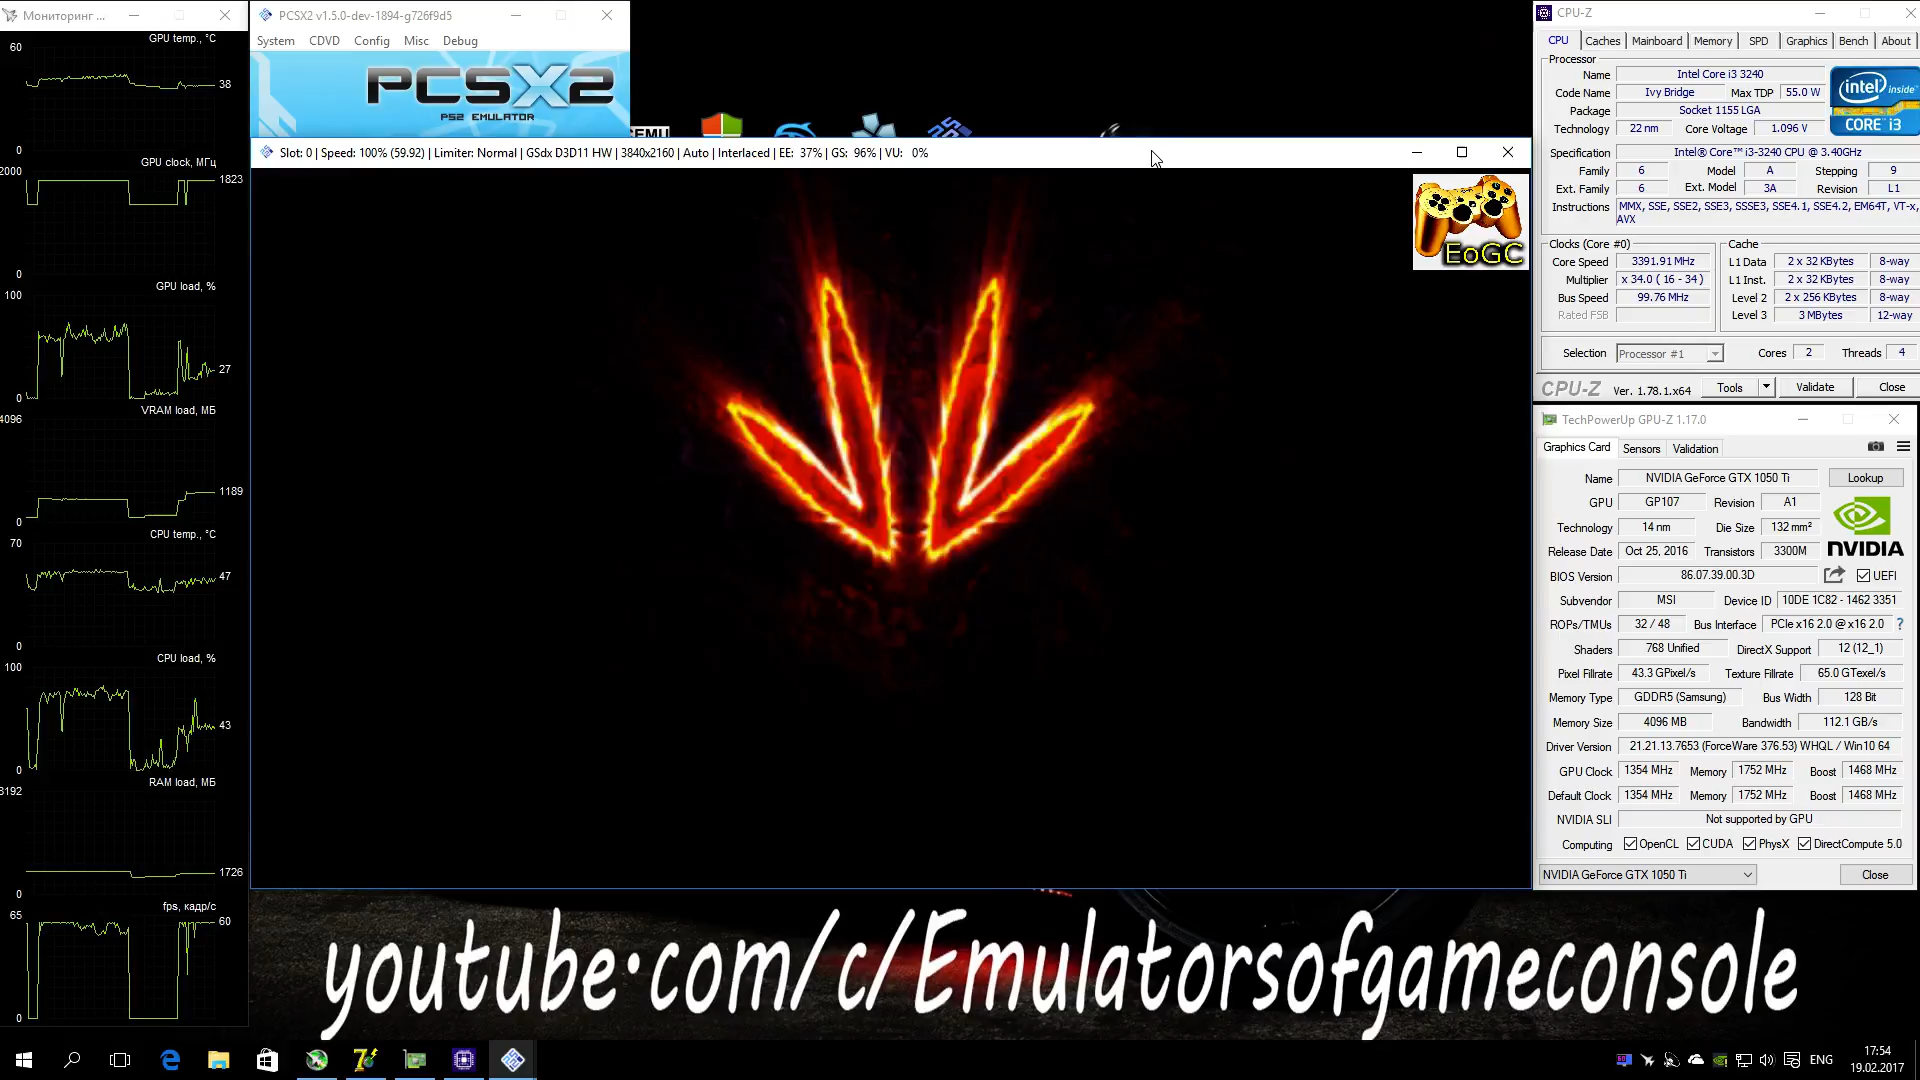 Мониторинг ...
GPU temp., °C
60
38
0
GPU clock, МГц
2000
1823
0
GPU load, %
100
27
0
VRAM load, МБ
4096
1189
0
CPU temp., °C
70
47
0
CPU load, %
100
43
0
RAM load, МБ
8192
1726
0
fps, кадр/с
65
60
0
PCSX2 v1.5.0-dev-1894-g726f9d5
System CDVD Config Misc Debug
PCSX2
PS2 EMULATOR
CEMU
Slot: 0 | Speed: 100% (59.92) | Limiter: Normal | GSdx D3D11 HW | 3840x2160 | Auto | Interlaced | EE: 37% | GS: 96% | VU: 0%
EoGC
CPU-Z
CPU Caches Mainboard Memory SPD Graphics Bench About
Processor
Name Intel Core i3 3240
Code Name Ivy Bridge Max TDP 55.0 W
Package Socket 1155 LGA
Technology 22 nm Core Voltage 1.096 V
intel inside™
CORE i3
Specification Intel® Core™ i3-3240 CPU @ 3.40GHz
Family 6 Model A Stepping 9
Ext. Family 6 Ext. Model 3A Revision L1
Instructions MMX, SSE, SSE2, SSE3, SSSE3, SSE4.1, SSE4.2, EM64T, VT-x,
AVX
Clocks (Core #0)
Core Speed 3391.91 MHz
Multiplier x 34.0 ( 16 - 34 )
Bus Speed 99.76 MHz
Rated FSB
Cache
L1 Data 2 x 32 KBytes 8-way
L1 Inst. 2 x 32 KBytes 8-way
Level 2 2 x 256 KBytes 8-way
Level 3 3 MBytes 12-way
Selection Processor #1 Cores 2 Threads 4
CPU-Z Ver. 1.78.1.x64 Tools Validate Close
TechPowerUp GPU-Z 1.17.0
Graphics Card Sensors Validation
Name NVIDIA GeForce GTX 1050 Ti Lookup
GPU GP107 Revision A1
Technology 14 nm Die Size 132 mm²
Release Date Oct 25, 2016 Transistors 3300M
NVIDIA
BIOS Version 86.07.39.00.3D UEFI
Subvendor MSI Device ID 10DE 1C82 - 1462 3351
ROPs/TMUs 32 / 48 Bus Interface PCIe x16 2.0 @ x16 2.0 ?
Shaders 768 Unified DirectX Support 12 (12_1)
Pixel Fillrate 43.3 GPixel/s Texture Fillrate 65.0 GTexel/s
Memory Type GDDR5 (Samsung) Bus Width 128 Bit
Memory Size 4096 MB Bandwidth 112.1 GB/s
Driver Version 21.21.13.7653 (ForceWare 376.53) WHQL / Win10 64
GPU Clock 1354 MHz Memory 1752 MHz Boost 1468 MHz
Default Clock 1354 MHz Memory 1752 MHz Boost 1468 MHz
NVIDIA SLI Not supported by GPU
Computing OpenCL CUDA PhysX DirectCompute 5.0
NVIDIA GeForce GTX 1050 Ti Close
youtube.com/c/Emulatorsofgameconsole
ENG
17:54
19.02.2017